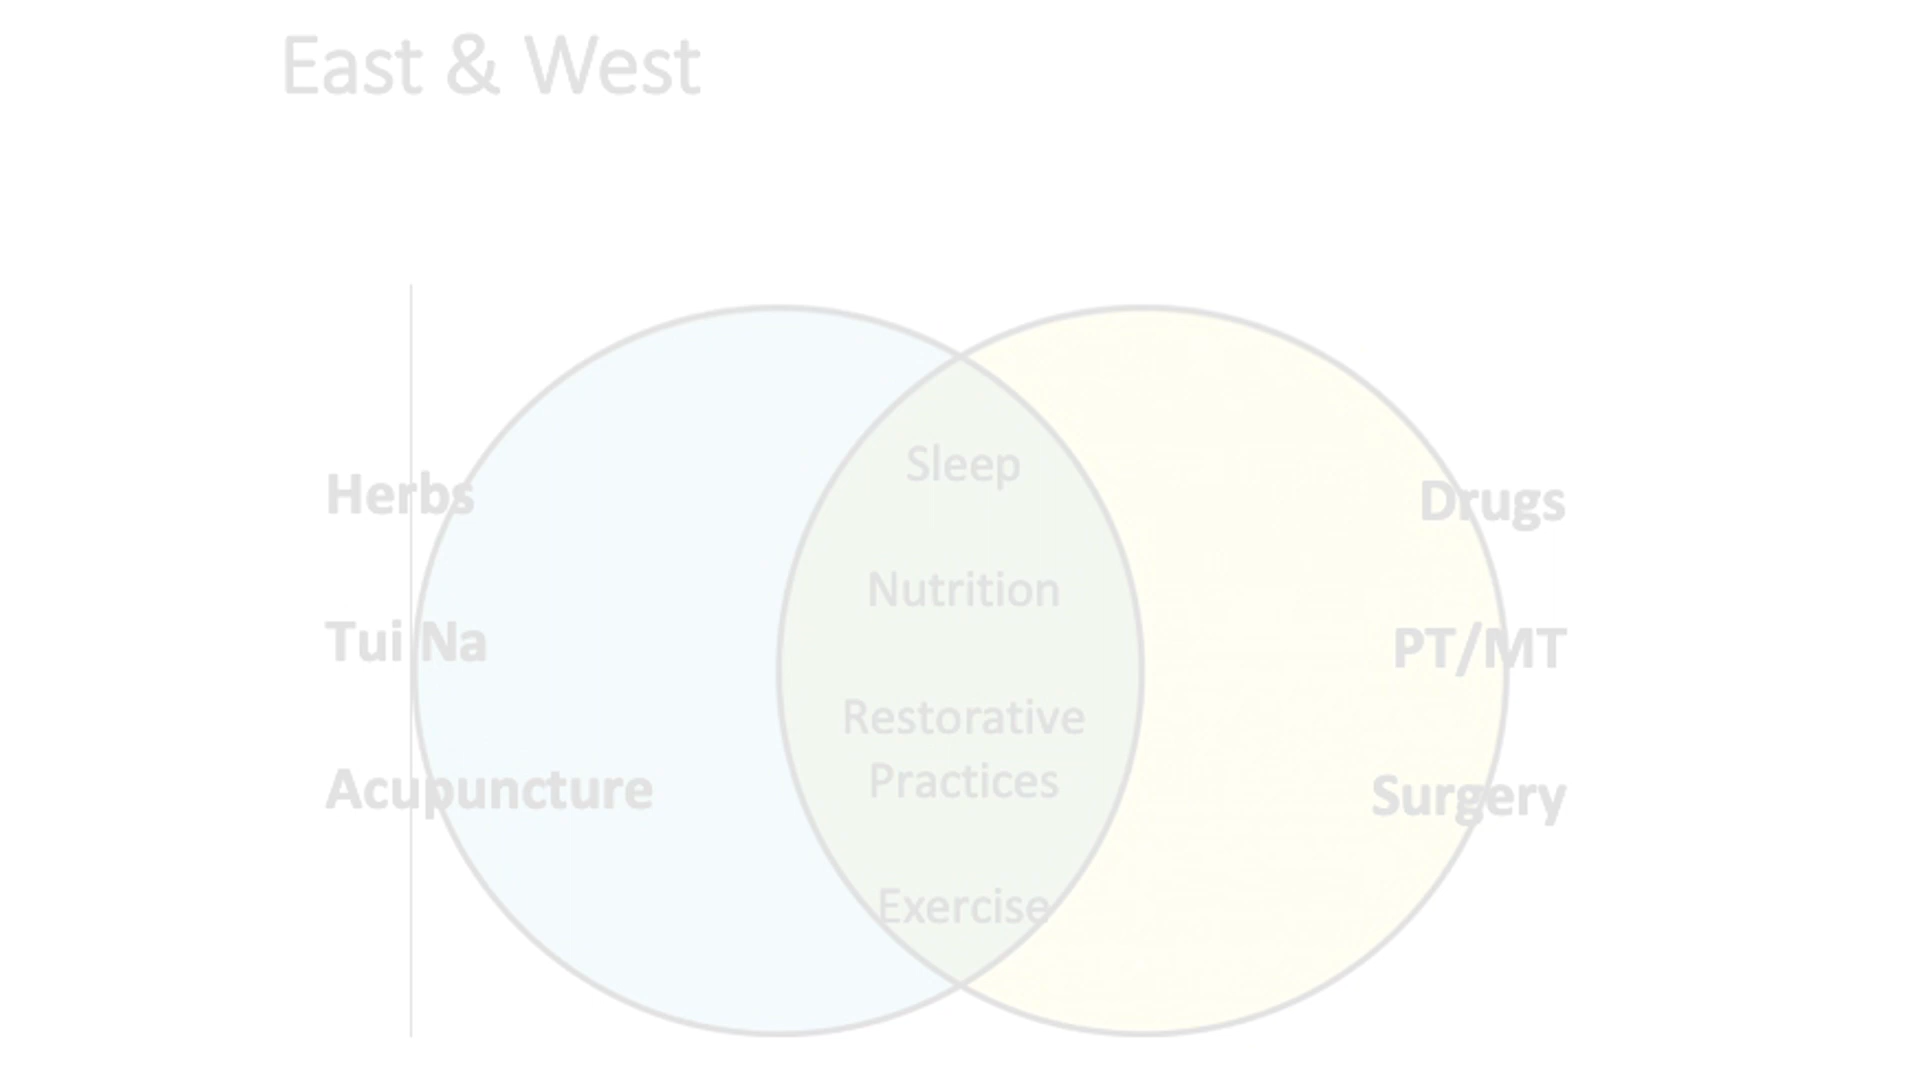 East & West
Herbs
Tui Na
Acupuncture
Sleep
Nutrition
Restorative
Practices
Exercise
Drugs
PT/MT
Surgery